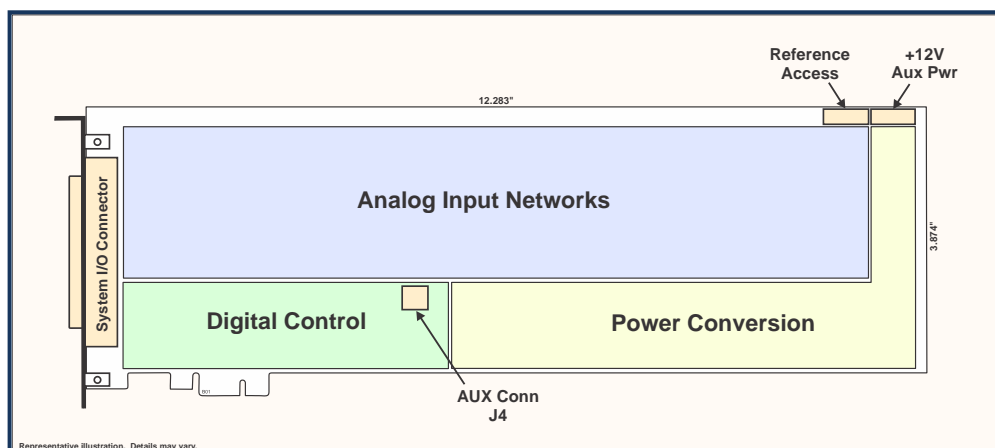 Reference
Access
+12V
Aux Pwr
12.283"
Analog Input Networks
3.874"
System I/O Connector
Digital Control
Power Conversion
B01
AUX Conn
J4
Representative illustration. Details may vary.